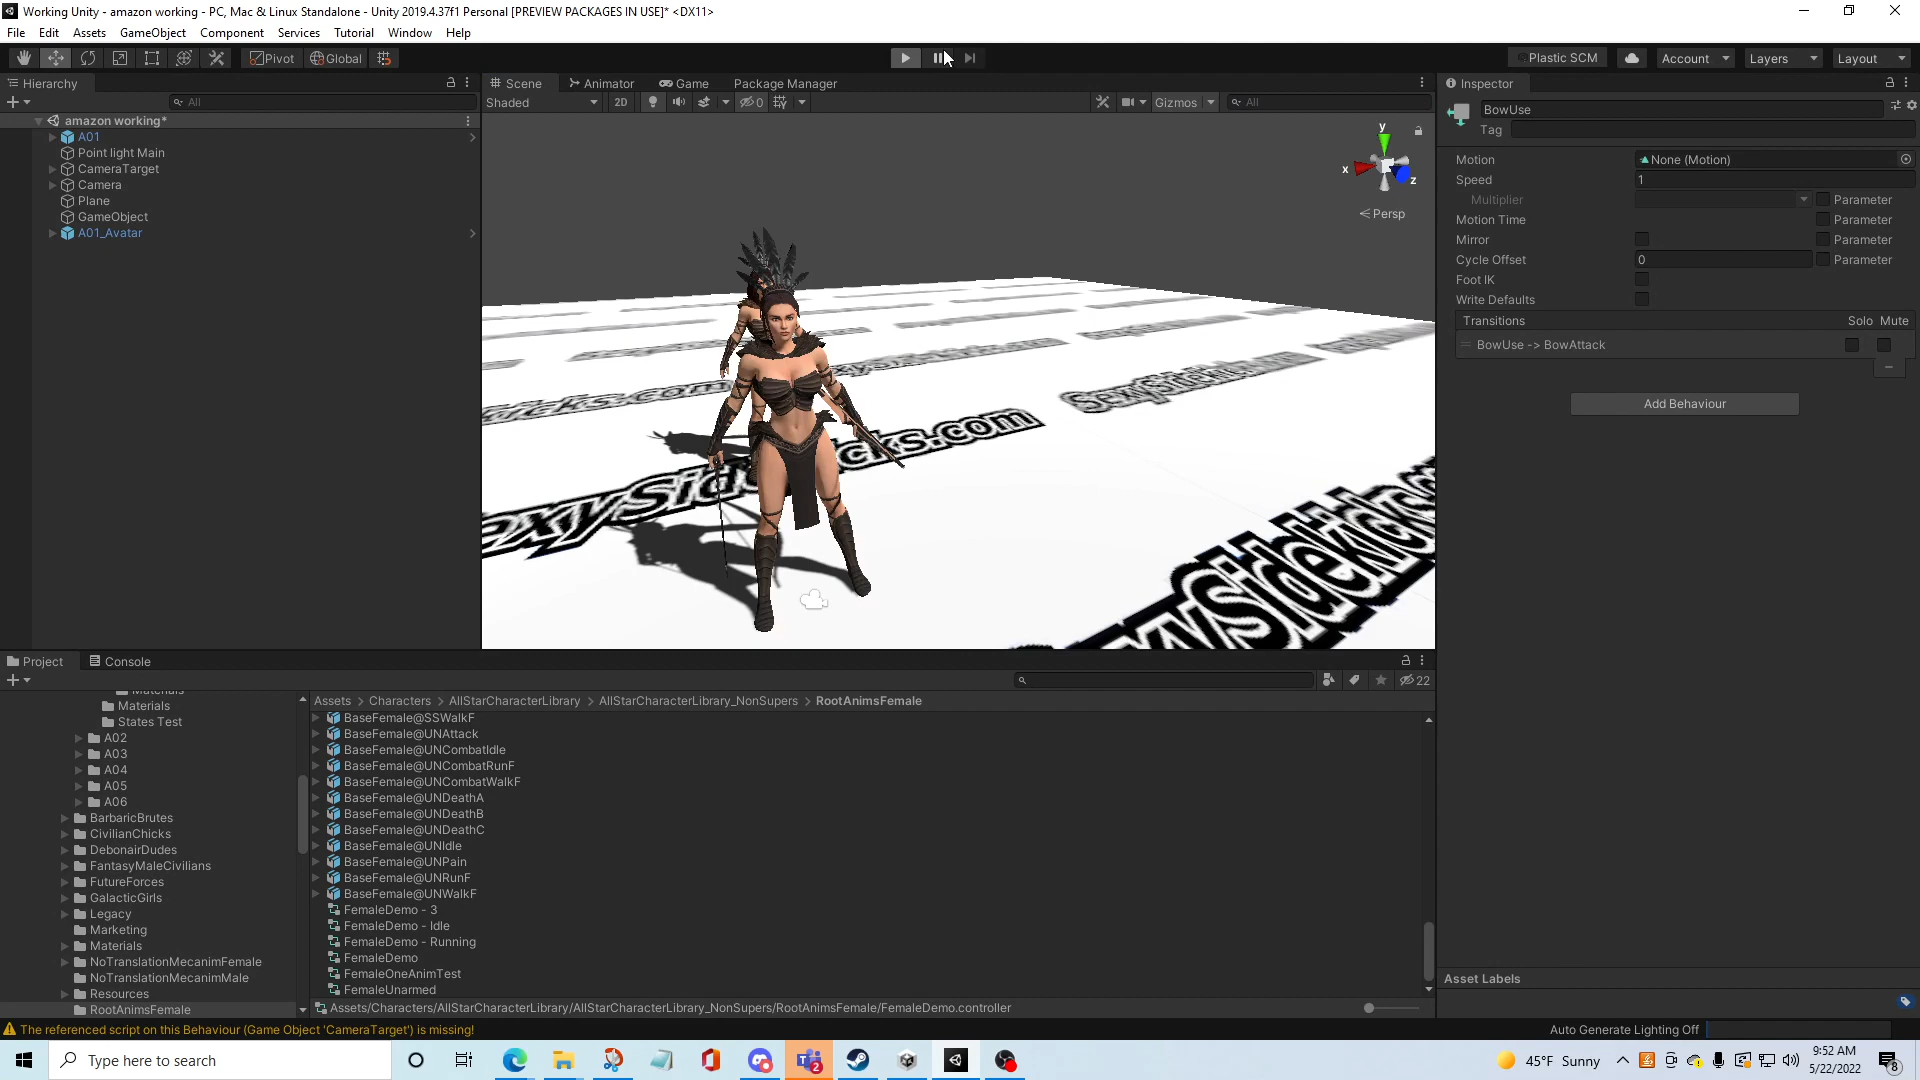 Working Unity - amazon working - PC, Mac & Linux Standalone - Unity 2019.4.37f1 Personal [PREVIEW PACKAGES IN USE]* <DX11>
File Edit Assets GameObject Component Services Tutorial Window Help
Pivot Global Plastic SCM Account Layers Layout
Hierarchy Scene Animator Game Package Manager Inspector
All Shaded 2D 0 Gizmos All
BowUse
Tag
amazon working*
A01
Point light Main
CameraTarget
Camera
Plane
GameObject
A01_Avatar
y
x
z
Persp
SexySidekicks.com
Motion None (Motion)
Speed 1
Multiplier Parameter
Motion Time Parameter
Mirror Parameter
Cycle Offset 0 Parameter
Foot IK
Write Defaults
Transitions Solo Mute
BowUse -> BowAttack
Add Behaviour
Project Console
22
Materials
Materials
States Test
A02
A03
A04
A05
A06
BarbaricBrutes
CivilianChicks
DebonairDudes
FantasyMaleCivilians
FutureForces
GalacticGirls
Legacy
Marketing
Materials
NoTranslationMecanimFemale
NoTranslationMecanimMale
Resources
RootAnimsFemale
Assets > Characters > AllStarCharacterLibrary > AllStarCharacterLibrary_NonSupers > RootAnimsFemale
BaseFemale@SSWalkF
BaseFemale@UNAttack
BaseFemale@UNCombatIdle
BaseFemale@UNCombatRunF
BaseFemale@UNCombatWalkF
BaseFemale@UNDeathA
BaseFemale@UNDeathB
BaseFemale@UNDeathC
BaseFemale@UNIdle
BaseFemale@UNPain
BaseFemale@UNRunF
BaseFemale@UNWalkF
FemaleDemo - 3
FemaleDemo - Idle
FemaleDemo - Running
FemaleDemo
FemaleOneAnimTest
FemaleUnarmed
Assets/Characters/AllStarCharacterLibrary/AllStarCharacterLibrary_NonSupers/RootAnimsFemale/FemaleDemo.controller
Asset Labels
The referenced script on this Behaviour (Game Object 'CameraTarget') is missing!
Auto Generate Lighting Off
Type here to search
2
45°F Sunny
9:52 AM
5/22/2022
8